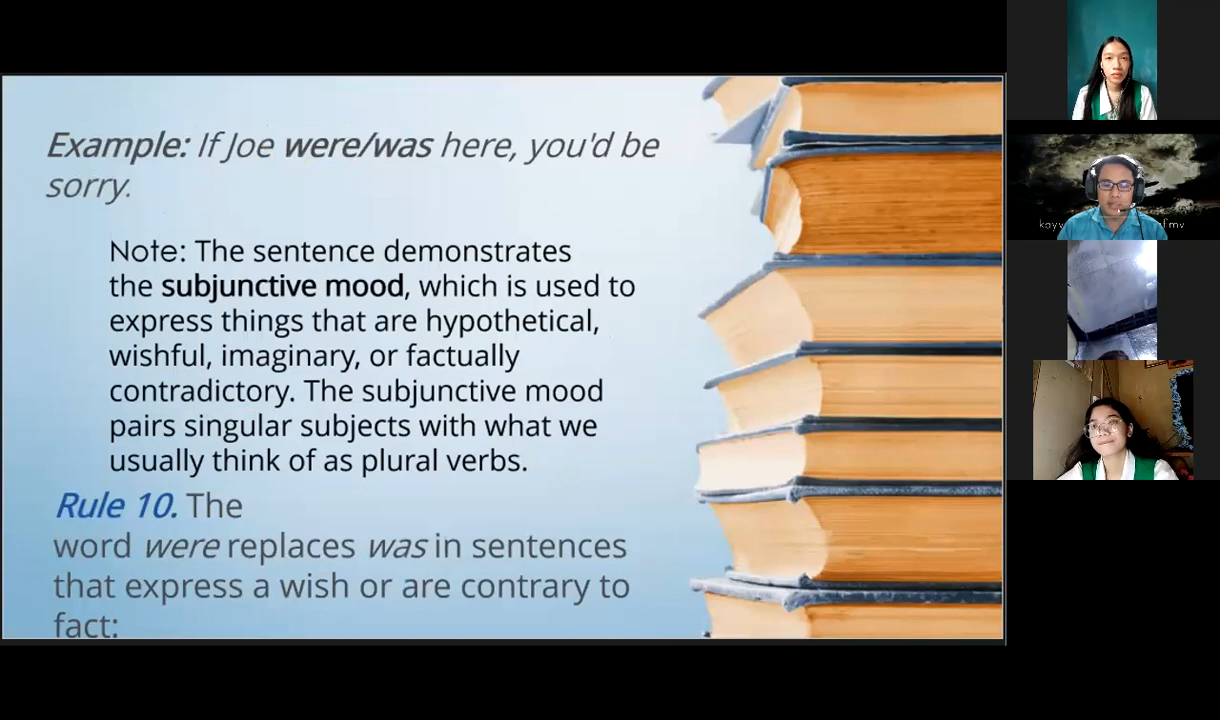 Example: If Joe were/was here, you'd be
sorry.
Note: The sentence demonstrates
the subjunctive mood, which is used to
express things that are hypothetical,
wishful, imaginary, or factually
contradictory. The subjunctive mood
pairs singular subjects with what we
usually think of as plural verbs.
Rule 10. The
word were replaces was in sentences
that express a wish or are contrary to
fact: